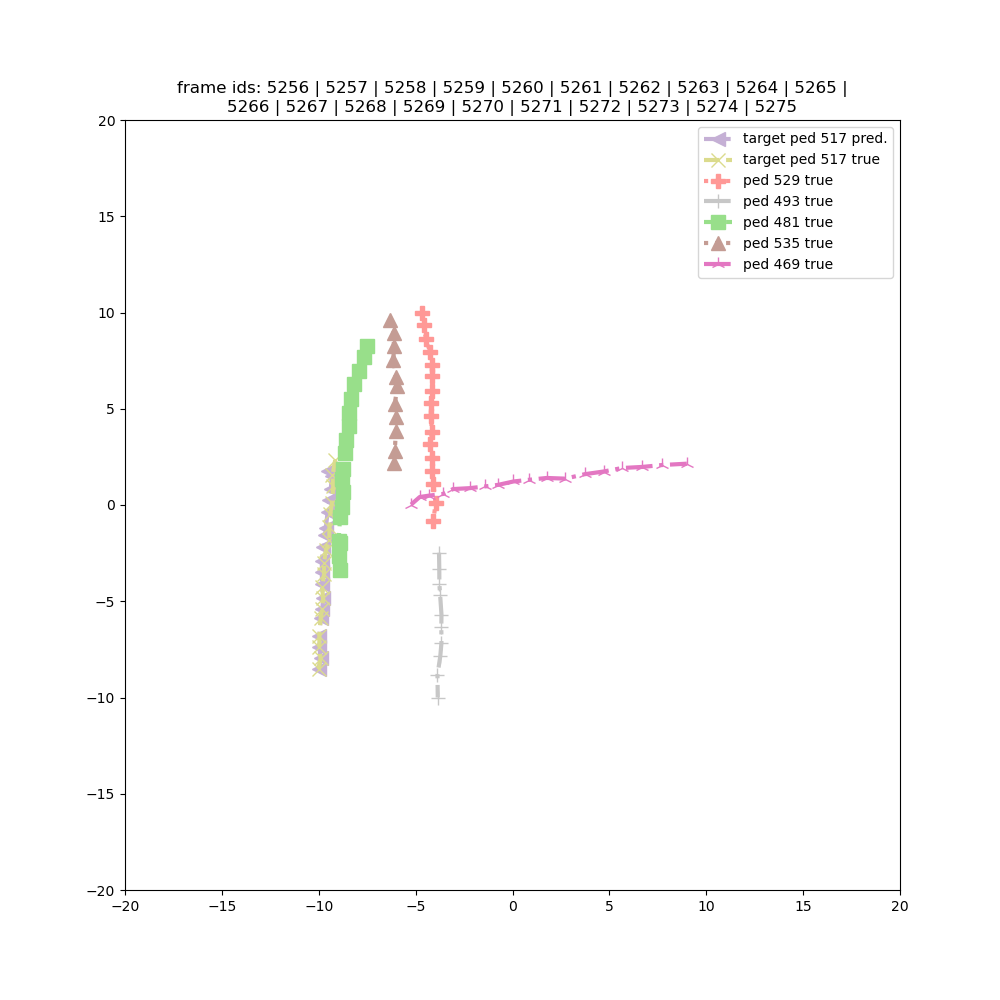 frame ids: 5256 | 5257 | 5258 | 5259 | 5260 | 5261 | 5262 | 5263 | 5264 | 5265 |
5266 | 5267 | 5268 | 5269 | 5270 | 5271 | 5272 | 5273 | 5274 | 5275
20
15
10
5
0
−5
−10
−15
−20
target ped 517 pred.
target ped 517 true
ped 529 true
ped 493 true
ped 481 true
ped 535 true
ped 469 true
−20 −15 −10 −5 0 5 10 15 20